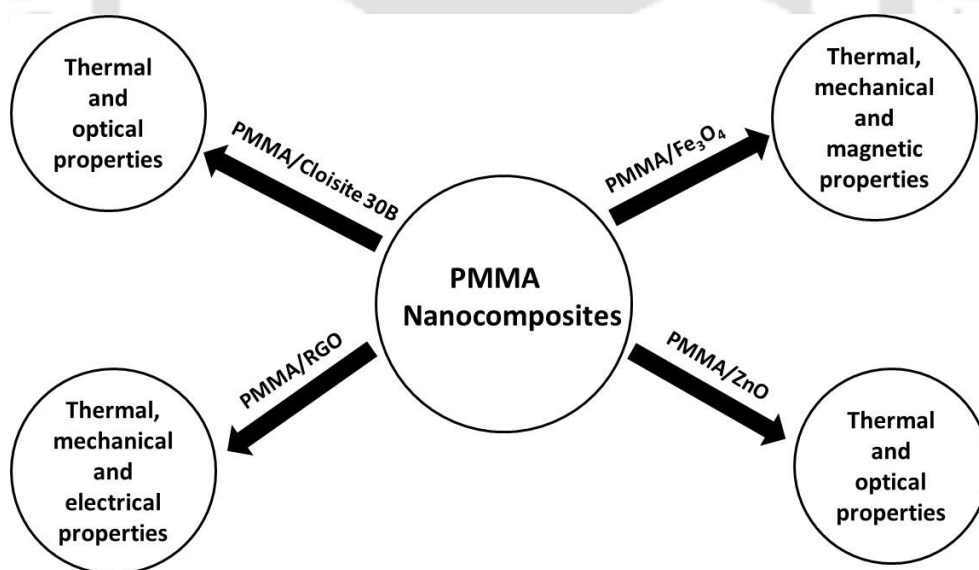 Thermal
and
optical
properties
PMMA/Cloisite 30B
PMMA/Fe₃O₄
Thermal,
mechanical
and
magnetic
properties
PMMA
Nanocomposites
PMMA/RGO
Thermal,
mechanical
and
electrical
properties
PMMA/ZnO
Thermal
and
optical
properties